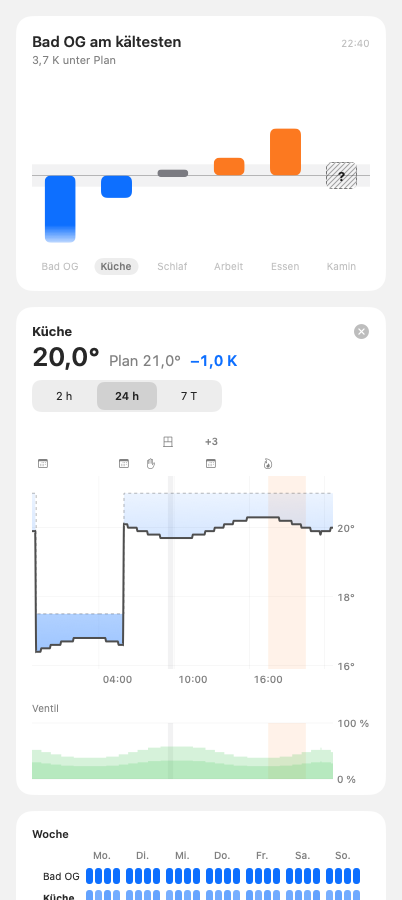 Bad OG am kältesten
22:40
3,7 K unter Plan
?
Bad OG Küche Schlaf Arbeit Essen Kamin
Küche
20,0° Plan 21,0° −1,0 K
2 h 24 h 7 T
+3
20°
18°
16°
04:00 10:00 16:00
Ventil
100 %
0 %
Woche
Mo. Di. Mi. Do. Fr. Sa. So.
Bad OG
Küche